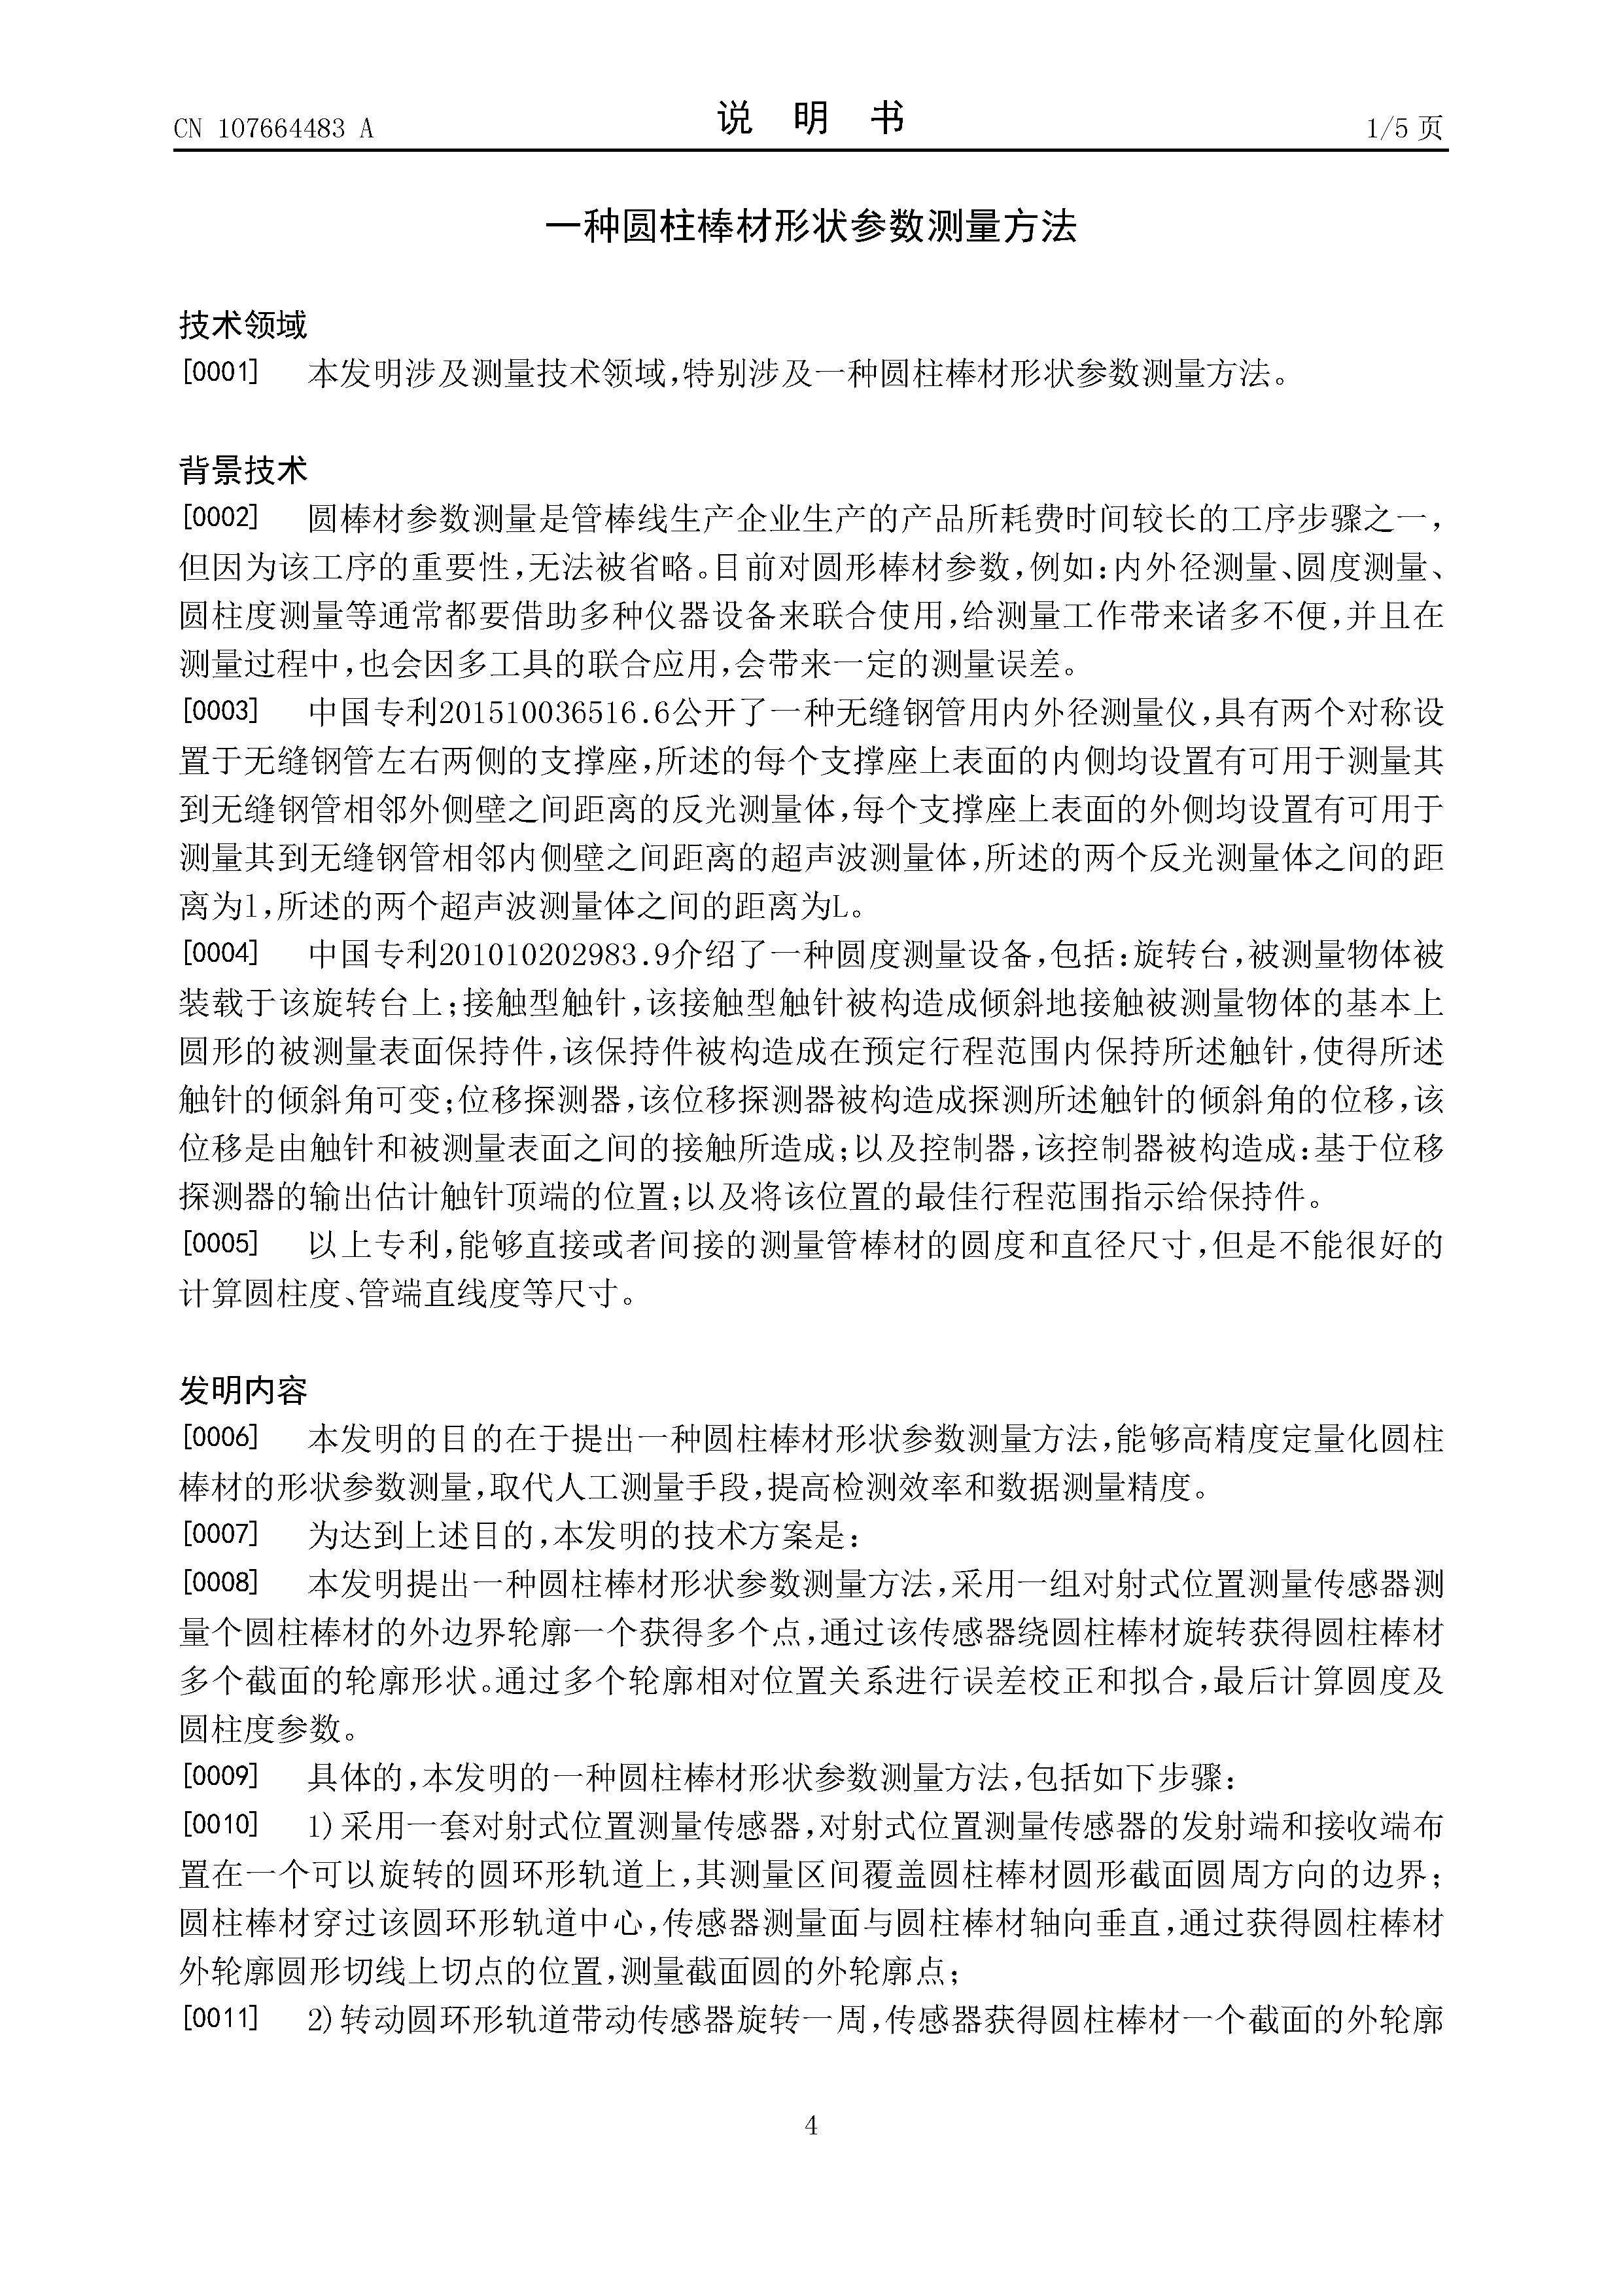 CN 107664483 A
说 明 书
1/5 页
一种圆柱棒材形状参数测量方法
技术领域
[0001] 本发明涉及测量技术领域,特别涉及一种圆柱棒材形状参数测量方法。
背景技术
[0002] 圆棒材参数测量是管棒线生产企业生产的产品所耗费时间较长的工序步骤之一,
但因为该工序的重要性,无法被省略。目前对圆形棒材参数,例如:内外径测量、圆度测量、
圆柱度测量等通常都要借助多种仪器设备来联合使用,给测量工作带来诸多不便,并且在
测量过程中,也会因多工具的联合应用,会带来一定的测量误差。
[0003] 中国专利201510036516.6公开了一种无缝钢管用内外径测量仪,具有两个对称设
置于无缝钢管左右两侧的支撑座,所述的每个支撑座上表面的内侧均设置有可用于测量其
到无缝钢管相邻外侧壁之间距离的反光测量体,每个支撑座上表面的外侧均设置有可用于
测量其到无缝钢管相邻内侧壁之间距离的超声波测量体,所述的两个反光测量体之间的距
离为l,所述的两个超声波测量体之间的距离为L。
[0004] 中国专利201010202983.9介绍了一种圆度测量设备,包括:旋转台,被测量物体被
装载于该旋转台上;接触型触针,该接触型触针被构造成倾斜地接触被测量物体的基本上
圆形的被测量表面保持件,该保持件被构造成在预定行程范围内保持所述触针,使得所述
触针的倾斜角可变;位移探测器,该位移探测器被构造成探测所述触针的倾斜角的位移,该
位移是由触针和被测量表面之间的接触所造成;以及控制器,该控制器被构造成:基于位移
探测器的输出估计触针顶端的位置;以及将该位置的最佳行程范围指示给保持件。
[0005] 以上专利,能够直接或者间接的测量管棒材的圆度和直径尺寸,但是不能很好的
计算圆柱度、管端直线度等尺寸。
发明内容
[0006] 本发明的目的在于提出一种圆柱棒材形状参数测量方法,能够高精度定量化圆柱
棒材的形状参数测量,取代人工测量手段,提高检测效率和数据测量精度。
[0007] 为达到上述目的,本发明的技术方案是:
[0008] 本发明提出一种圆柱棒材形状参数测量方法,采用一组对射式位置测量传感器测
量个圆柱棒材的外边界轮廓一个获得多个点,通过该传感器绕圆柱棒材旋转获得圆柱棒材
多个截面的轮廓形状。通过多个轮廓相对位置关系进行误差校正和拟合,最后计算圆度及
圆柱度参数。
[0009] 具体的,本发明的一种圆柱棒材形状参数测量方法,包括如下步骤:
[0010] 1)采用一套对射式位置测量传感器,对射式位置测量传感器的发射端和接收端布
置在一个可以旋转的圆环形轨道上,其测量区间覆盖圆柱棒材圆形截面圆周方向的边界;
圆柱棒材穿过该圆环形轨道中心,传感器测量面与圆柱棒材轴向垂直,通过获得圆柱棒材
外轮廓圆形切线上切点的位置,测量截面圆的外轮廓点;
[0011] 2)转动圆环形轨道带动传感器旋转一周,传感器获得圆柱棒材一个截面的外轮廓
4